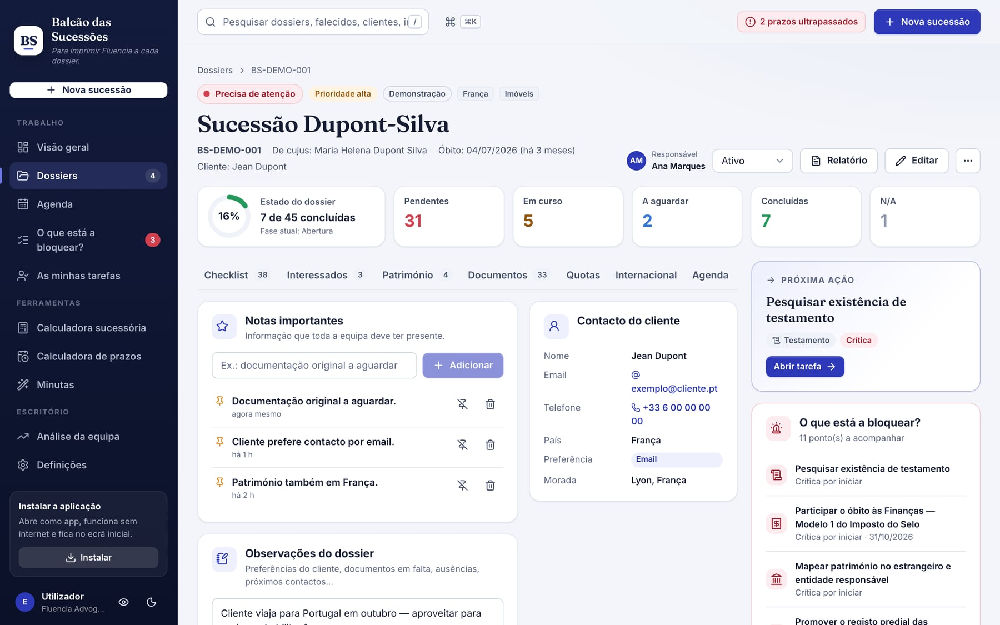 Balcão das
Sucessões
BS
Para imprimir Fluencia a cada
dossier.
+ Nova sucessão
TRABALHO
Visão geral
Dossiers 4
Agenda
O que está a
bloquear? 3
As minhas tarefas
FERRAMENTAS
Calculadora sucessória
Calculadora de prazos
Minutas
ESCRITÓRIO
Análise da equipa
Definições
Instalar a aplicação
Abre como app, funciona sem
internet e fica no ecrã inicial.
Instalar
E
Utilizador
Fluencia Advog...
Pesquisar dossiers, falecidos, clientes, i /
⌘ ⌘K
2 prazos ultrapassados
+ Nova sucessão
Dossiers > BS-DEMO-001
Precisa de atenção Prioridade alta Demonstração França Imóveis
Sucessão Dupont-Silva
BS-DEMO-001 De cujus: Maria Helena Dupont Silva Óbito: 04/07/2026 (há 3 meses)
Cliente: Jean Dupont
AM
Responsável
Ana Marques
Ativo
Relatório
Editar
...
16%
Estado do dossier
7 de 45 concluídas
Fase atual: Abertura
Pendentes
31
Em curso
5
A aguardar
2
Concluídas
7
N/A
1
Checklist 38 Interessados 3 Património 4 Documentos 33 Quotas Internacional Agenda
Notas importantes
Informação que toda a equipa deve ter presente.
Ex.: documentação original a aguardar
+ Adicionar
Documentação original a aguardar.
agora mesmo
Cliente prefere contacto por email.
há 1 h
Património também em França.
há 2 h
Observações do dossier
Preferências do cliente, documentos em falta, ausências,
próximos contactos...
Cliente viaja para Portugal em outubro — aproveitar para
Contacto do cliente
Nome Jean Dupont
Email @
exemplo@cliente.pt
Telefone +33 6 00 00 00
00
País França
Preferência Email
Morada Lyon, França
PRÓXIMA AÇÃO
Pesquisar existência de
testamento
Testamento Crítica
Abrir tarefa
O que está a bloquear?
11 ponto(s) a acompanhar
Pesquisar existência de testamento
Crítica por iniciar
Participar o óbito às Finanças —
Modelo 1 do Imposto do Selo
Crítica por iniciar · 31/10/2026
Mapear património no estrangeiro e
entidade responsável
Crítica por iniciar
Promover o registo predial das